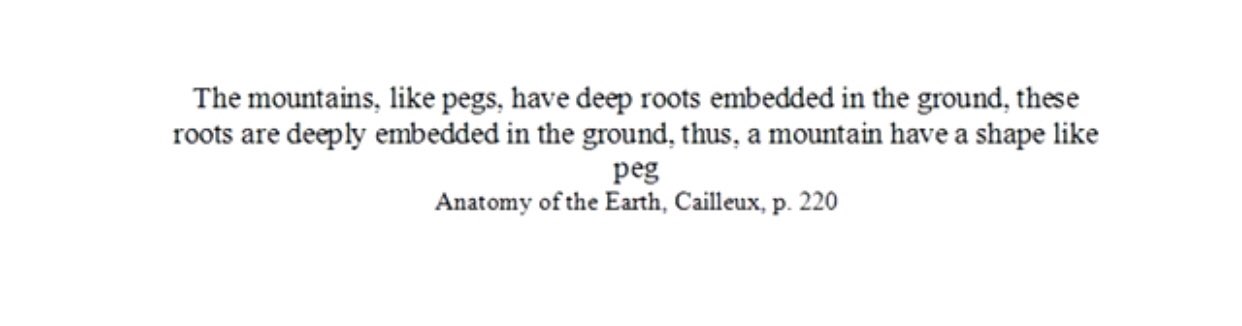 The mountains, like pegs, have deep roots embedded in the ground, these
roots are deeply embedded in the ground, thus, a mountain have a shape like
peg
Anatomy of the Earth, Cailleux, p. 220